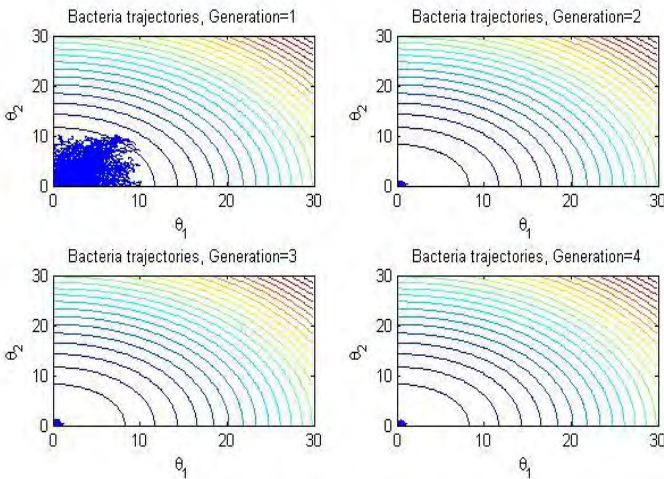 Bacteria trajectories, Generation=1
30
20
10
0
θ2
0 10 20 30
θ1
Bacteria trajectories, Generation=2
30
20
10
0
θ2
0 10 20 30
θ1
Bacteria trajectories, Generation=3
30
20
10
0
θ2
0 10 20 30
θ1
Bacteria trajectories, Generation=4
30
20
10
0
θ2
0 10 20 30
θ1